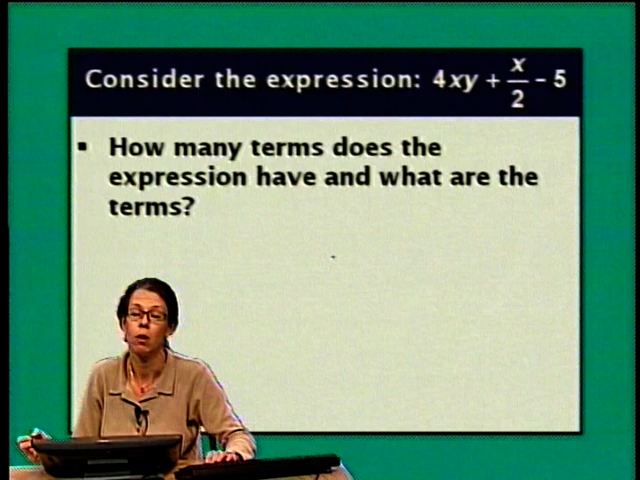 Consider the expression: 4xy + x/2 - 5
▪ How many terms does the
expression have and what are the
terms?